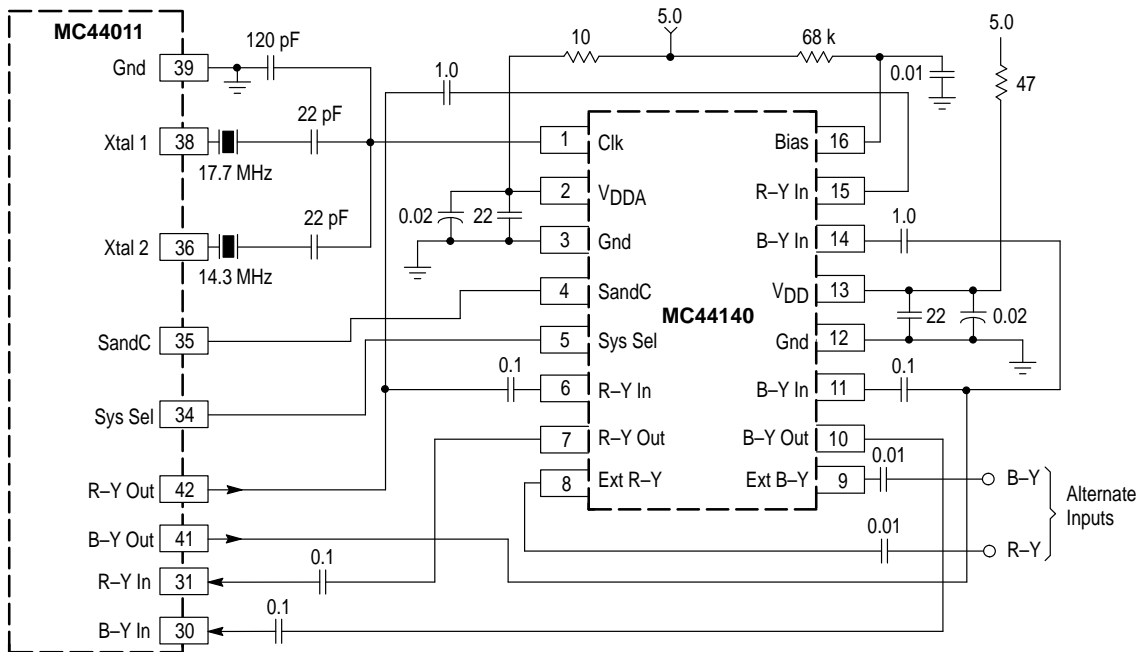 MC44011
Gnd 39
120 pF
Xtal 1 38
17.7 MHz
22 pF
Xtal 2 36
14.3 MHz
22 pF
SandC 35
Sys Sel 34
R–Y Out 42
B–Y Out 41
R–Y In 31
0.1
B–Y In 30
0.1
5.0
10
68 k
0.01
1.0
5.0
47
MC44140
1 Clk
2 VDDA
0.02
22
3 Gnd
4 SandC
5 Sys Sel
0.1
6 R–Y In
7 R–Y Out
8 Ext R–Y
Bias 16
R–Y In 15
B–Y In 14
1.0
VDD 13
22
0.02
Gnd 12
B–Y In 11
0.1
B–Y Out 10
Ext B–Y 9
0.01
B–Y
0.01
R–Y
Alternate
Inputs